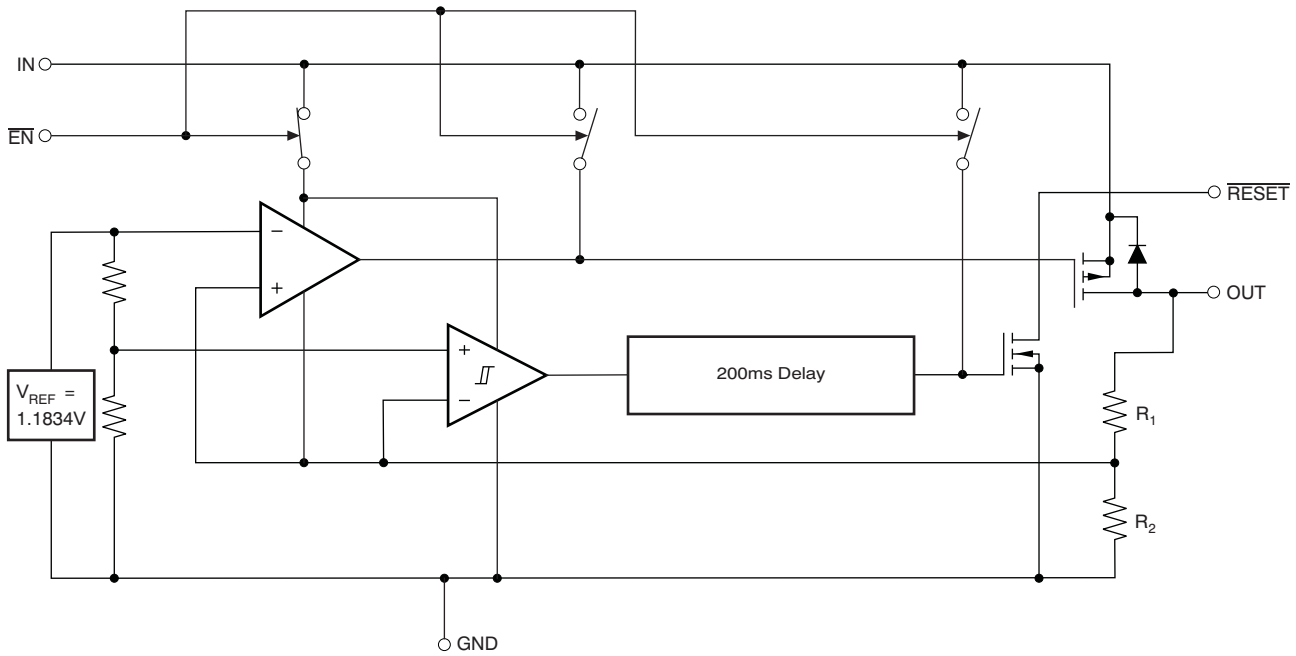 IN
EN
RESET
OUT
V_REF =
1.1834V
200ms Delay
R_1
R_2
GND